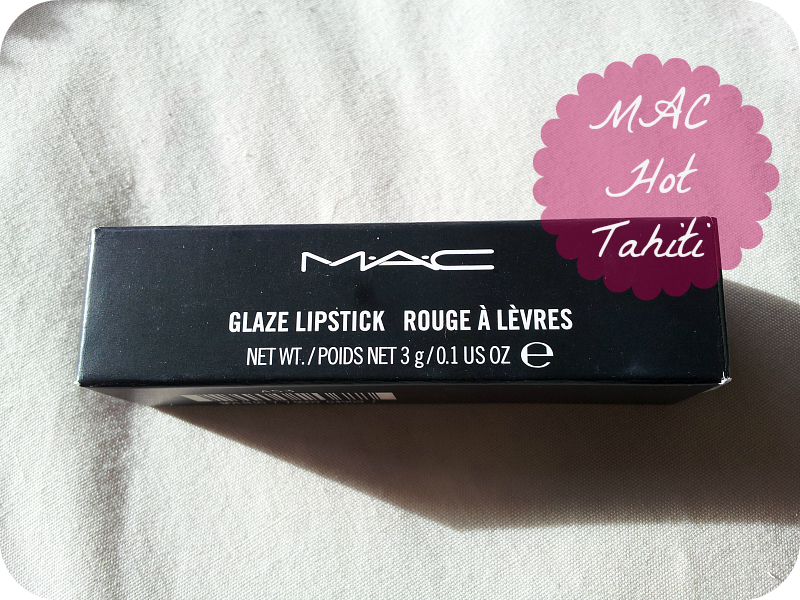 MAC
Hot
Tahiti
M·A·C
GLAZE LIPSTICK ROUGE À LÈVRES
NET WT. / POIDS NET 3 g / 0.1 US OZ ℮